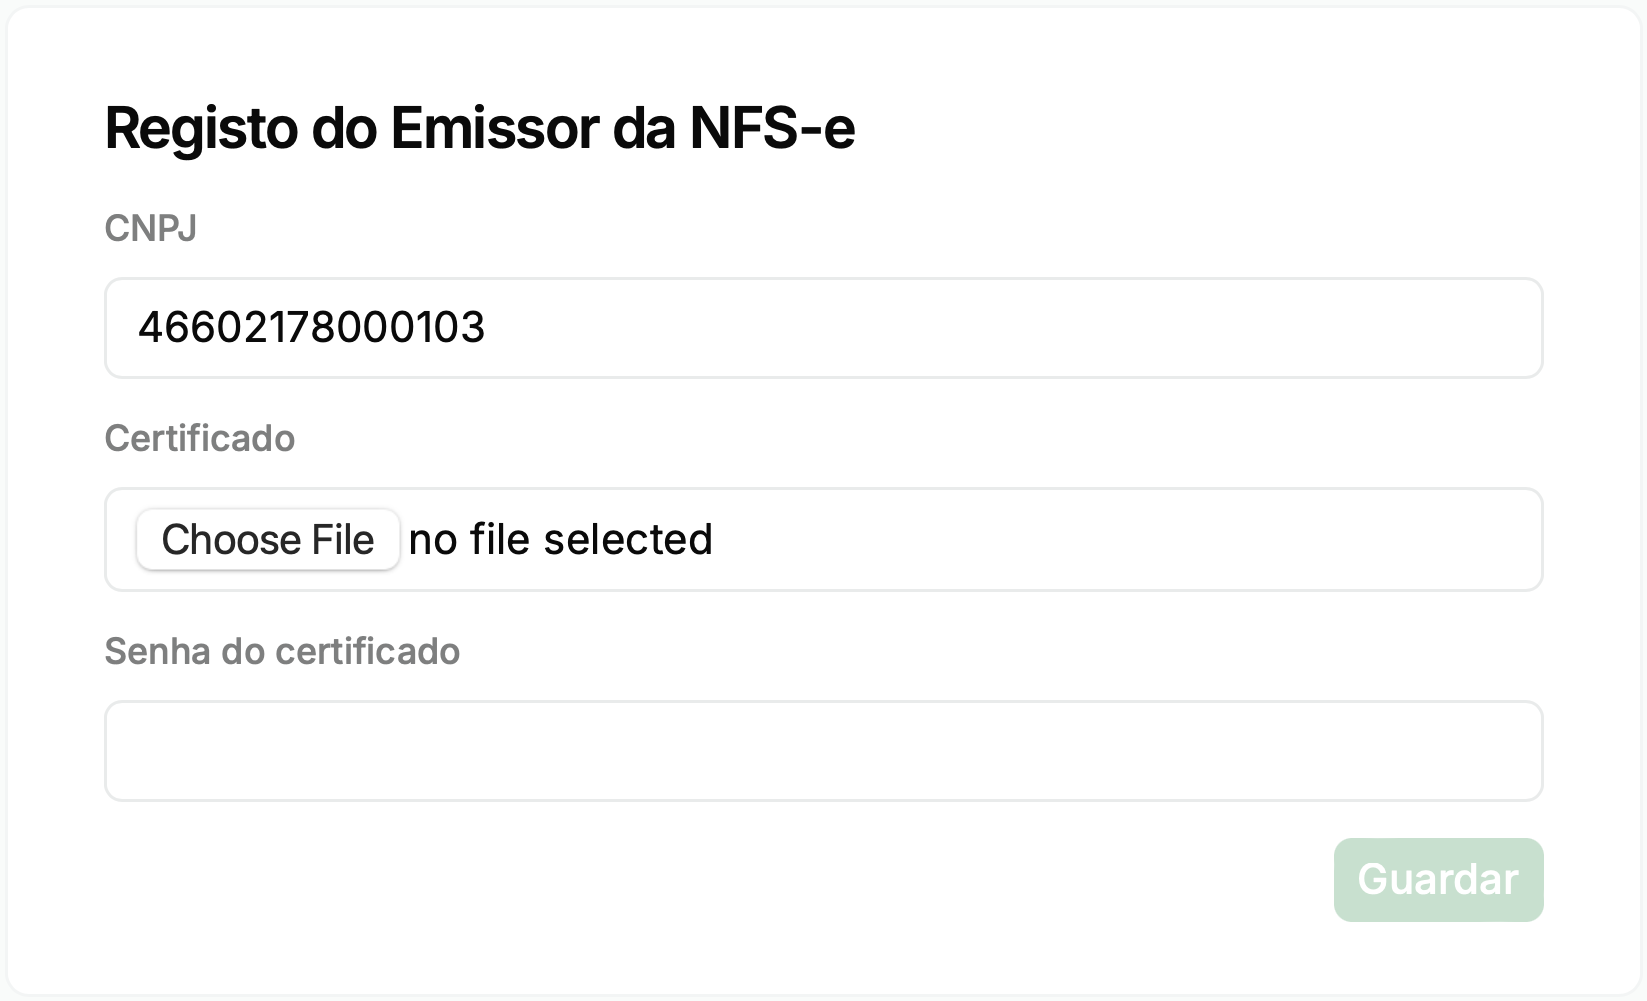 Registo do Emissor da NFS-e
CNPJ
46602178000103
Certificado
Choose File no file selected
Senha do certificado
Guardar